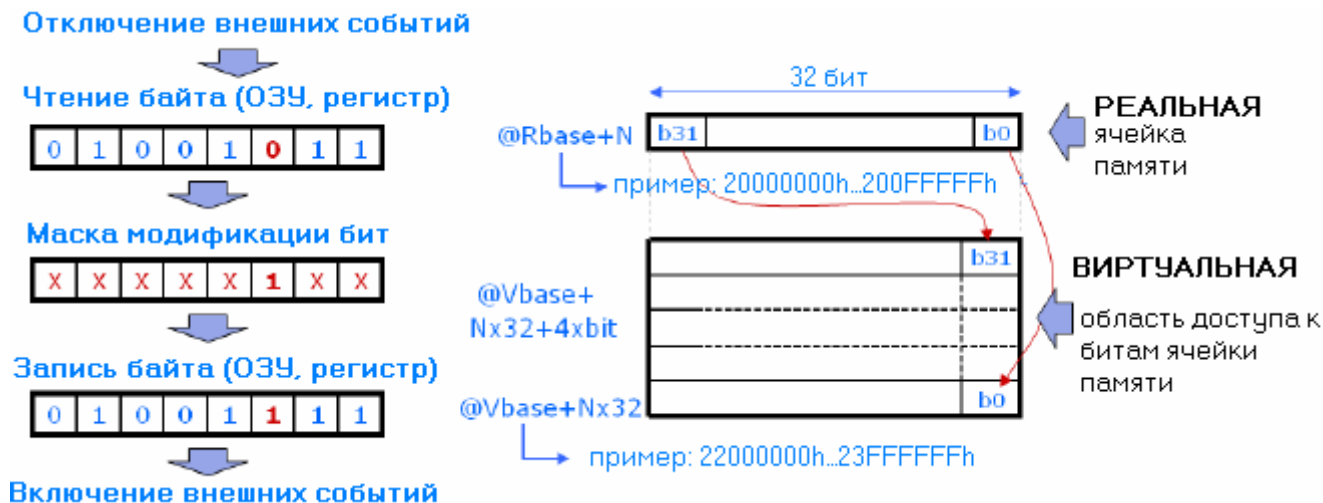 Отключение внешних событий
Чтение байта (ОЗУ, регистр)
0 1 0 0 1 0 1 1
Маска модификации бит
X X X X X 1 X X
Запись байта (ОЗУ, регистр)
0 1 0 0 1 1 1 1
Включение внешних событий
32 бит
@Rbase+N
b31
b0
пример: 20000000h...200FFFFFh
РЕАЛЬНАЯ
ячейка
памяти
b31
@Vbase+
Nx32+4xbit
b0
@Vbase+Nx32
пример: 22000000h...23FFFFFFh
ВИРТУАЛЬНАЯ
область доступа к
битам ячейки
памяти